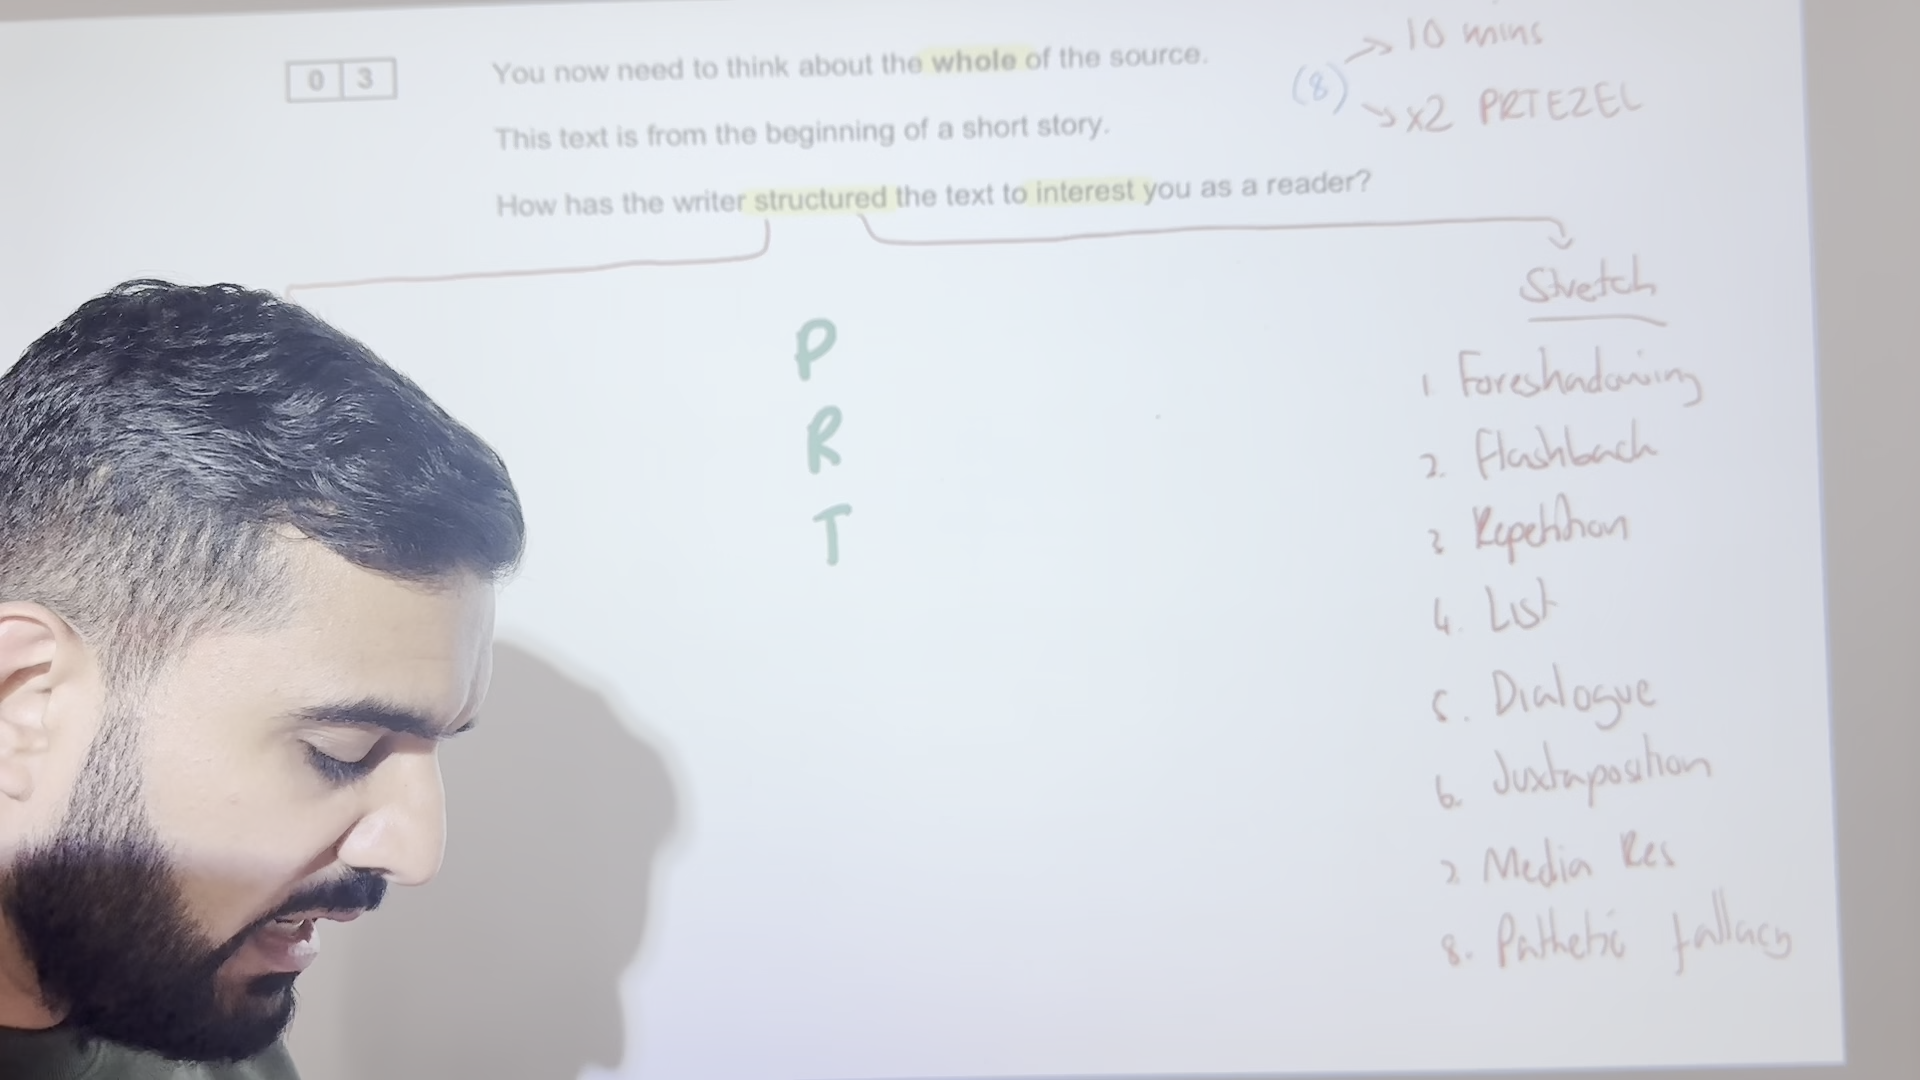 0 3
You now need to think about the whole of the source.
This text is from the beginning of a short story.
How has the writer structured the text to interest you as a reader?
(8)
10 mins
x2 PRTEZEL
P
R
T
Stretch
1 Foreshadowing
2. Flashback
3 Repetition
4. List
5. Dialogue
6. Juxtaposition
7 Media Res
8. Pathetic fallacy